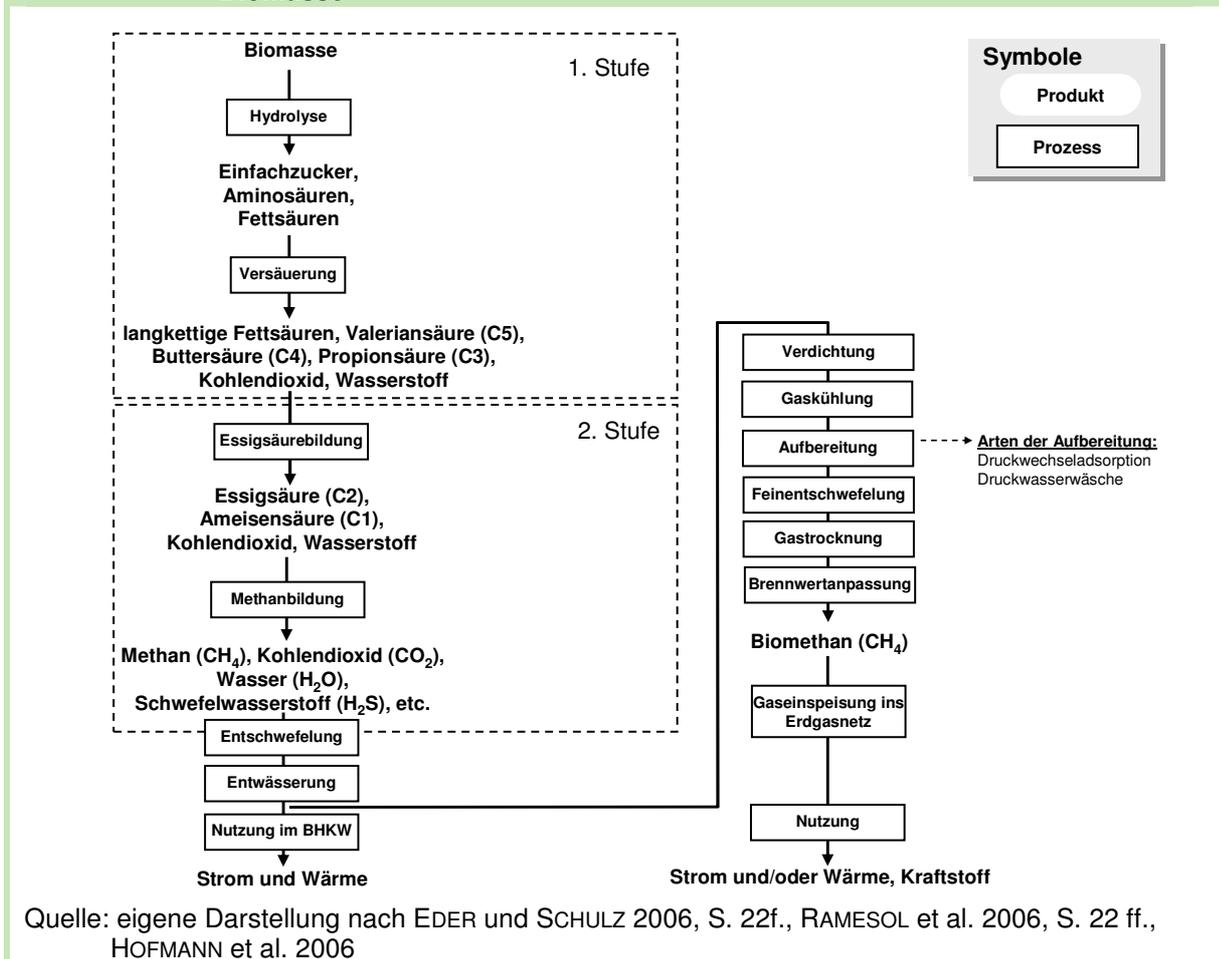 Biomasse
1. Stufe
Hydrolyse
Einfachzucker,
Aminosäuren,
Fettsäuren
Versäuerung
langkettige Fettsäuren, Valeriansäure (C5),
Buttersäure (C4), Propionsäure (C3),
Kohlendioxid, Wasserstoff
2. Stufe
Essigsäurebildung
Essigsäure (C2),
Ameisensäure (C1),
Kohlendioxid, Wasserstoff
Methanbildung
Methan (CH₄), Kohlendioxid (CO₂),
Wasser (H₂O),
Schwefelwasserstoff (H₂S), etc.
Entschwefelung
Entwässerung
Nutzung im BHKW
Strom und Wärme
Symbole
Produkt
Prozess
Verdichtung
Gaskühlung
Aufbereitung
Arten der Aufbereitung:
Druckwechseladsorption
Druckwasserwäsche
Feinentschwefelung
Gastrocknung
Brennwertanpassung
Biomethan (CH₄)
Gaseinspeisung ins
Erdgasnetz
Nutzung
Strom und/oder Wärme, Kraftstoff
Quelle: eigene Darstellung nach EDER und SCHULZ 2006, S. 22f., RAMESOL et al. 2006, S. 22 ff.,
HOFMANN et al. 2006